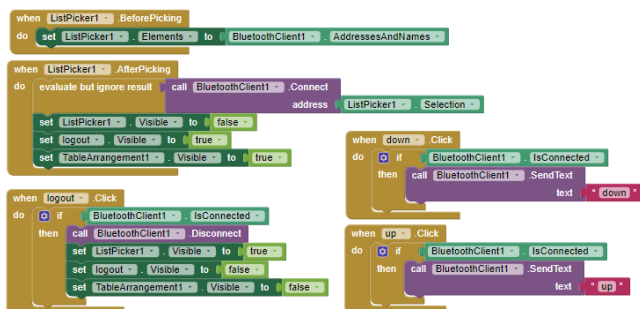 when ListPicker1 .BeforePicking
do set ListPicker1 . Elements to BluetoothClient1 . AddressesAndNames
when ListPicker1 .AfterPicking
do evaluate but ignore result call BluetoothClient1 .Connect
address ListPicker1 . Selection
set ListPicker1 . Visible to false
set logout . Visible to true
set TableArrangement1 . Visible to true
when logout .Click
do if BluetoothClient1 . IsConnected
then call BluetoothClient1 .Disconnect
set ListPicker1 . Visible to true
set logout . Visible to false
set TableArrangement1 . Visible to false
when down .Click
do if BluetoothClient1 . IsConnected
then call BluetoothClient1 .SendText
text " down "
when up .Click
do if BluetoothClient1 . IsConnected
then call BluetoothClient1 .SendText
text " up "